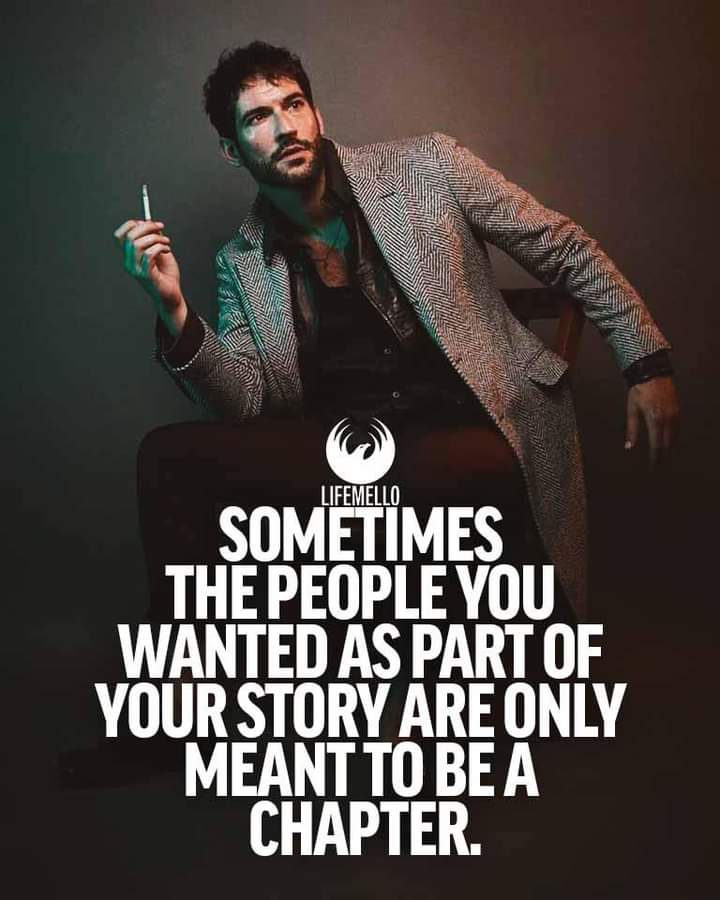 LIFEMELLO
SOMETIMES
THE PEOPLE YOU
WANTED AS PART OF
YOUR STORY ARE ONLY
MEANT TO BE A
CHAPTER.